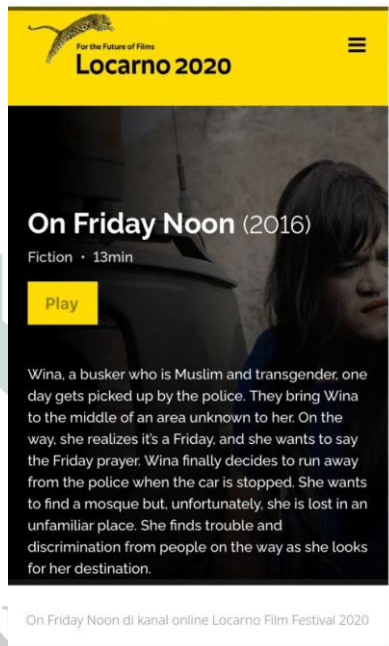 For the Future of Films
Locarno 2020
On Friday Noon (2016)
Fiction • 13min
Play
Wina, a busker who is Muslim and transgender, one
day gets picked up by the police. They bring Wina
to the middle of an area unknown to her. On the
way, she realizes it's a Friday, and she wants to say
the Friday prayer. Wina finally decides to run away
from the police when the car is stopped. She wants
to find a mosque but, unfortunately, she is lost in an
unfamiliar place. She finds trouble and
discrimination from people on the way as she looks
for her destination.
On Friday Noon di kanal online Locarno Film Festival 2020